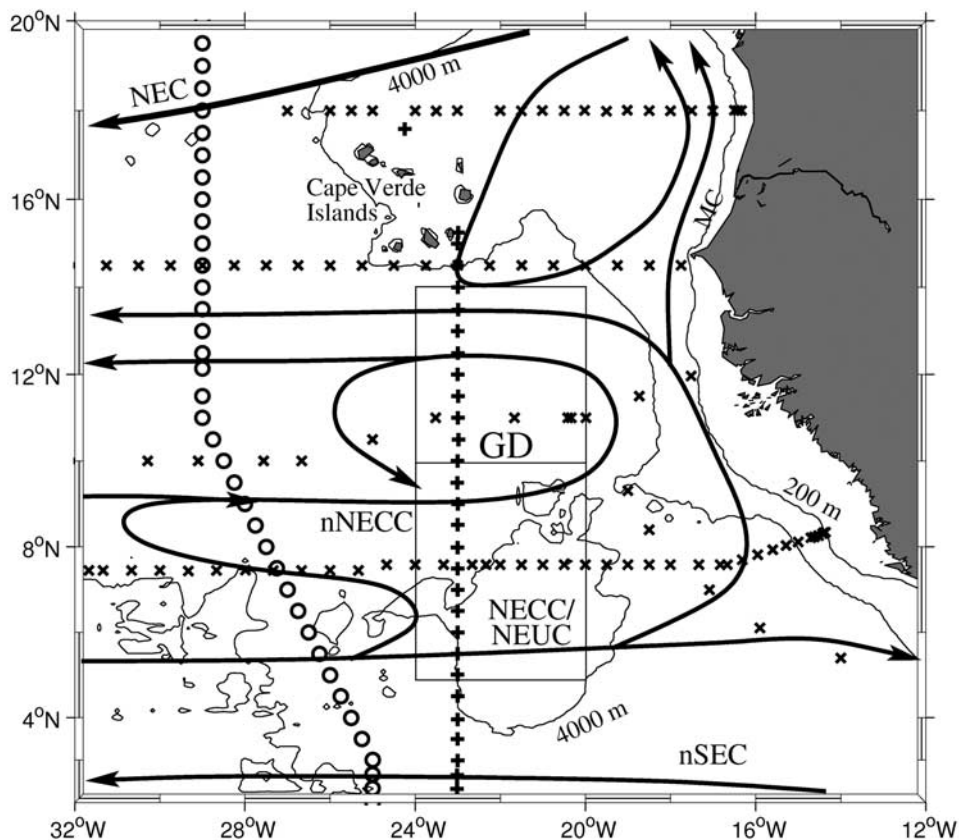 20°N
NEC
4000 m
Cape Verde
Islands
16°N
MC
12°N
GD
nNECC
200 m
8°N
NECC/
NEUC
4°N
4000 m
nSEC
32°W
28°W
24°W
20°W
16°W
12°W